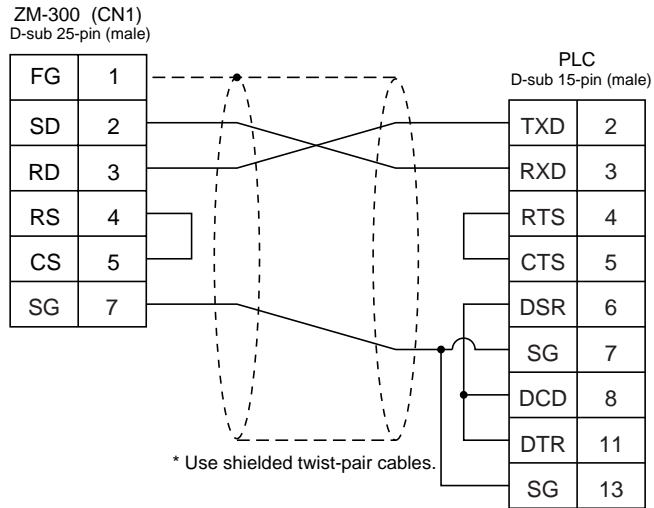 ZM-300 (CN1)
D-sub 25-pin (male)
FG 1
SD 2
RD 3
RS 4
CS 5
SG 7
PLC
D-sub 15-pin (male)
TXD 2
RXD 3
RTS 4
CTS 5
DSR 6
SG 7
DCD 8
DTR 11
SG 13
* Use shielded twist-pair cables.